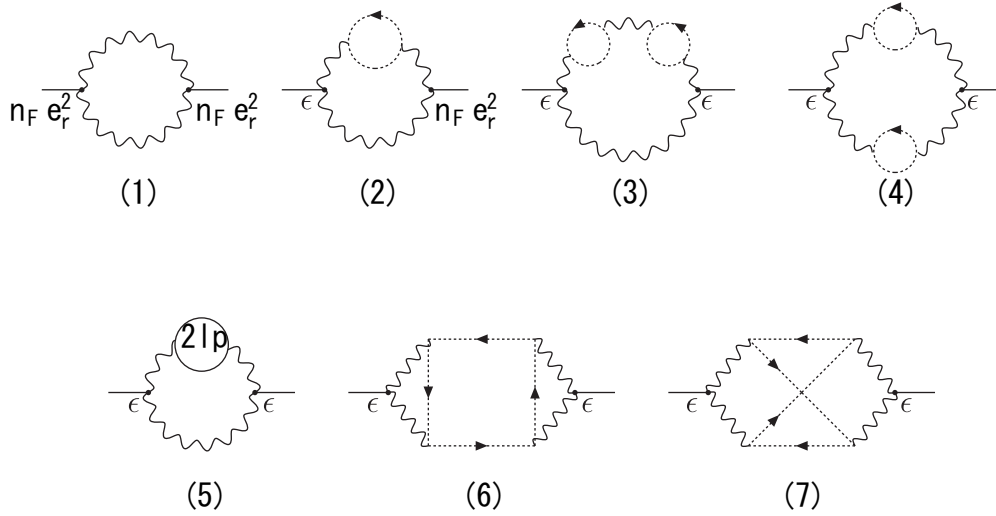 n_F e_r^2 n_F e_r^2
(1)
ϵ n_F e_r^2
(2)
ϵ ϵ
(3)
ϵ ϵ
(4)
2lp
ϵ ϵ
(5)
ϵ ϵ
(6)
ϵ ϵ
(7)